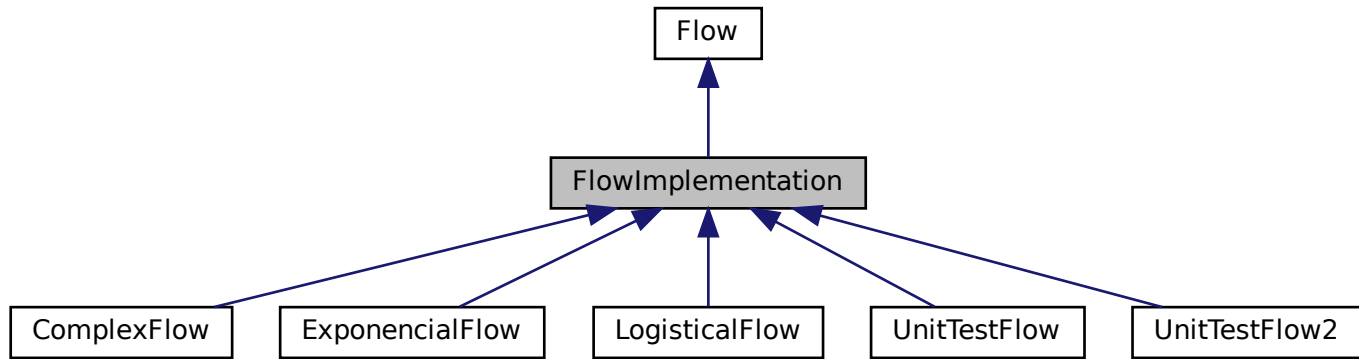 Flow
FlowImplementation
ComplexFlow
ExponencialFlow
LogisticalFlow
UnitTestFlow
UnitTestFlow2